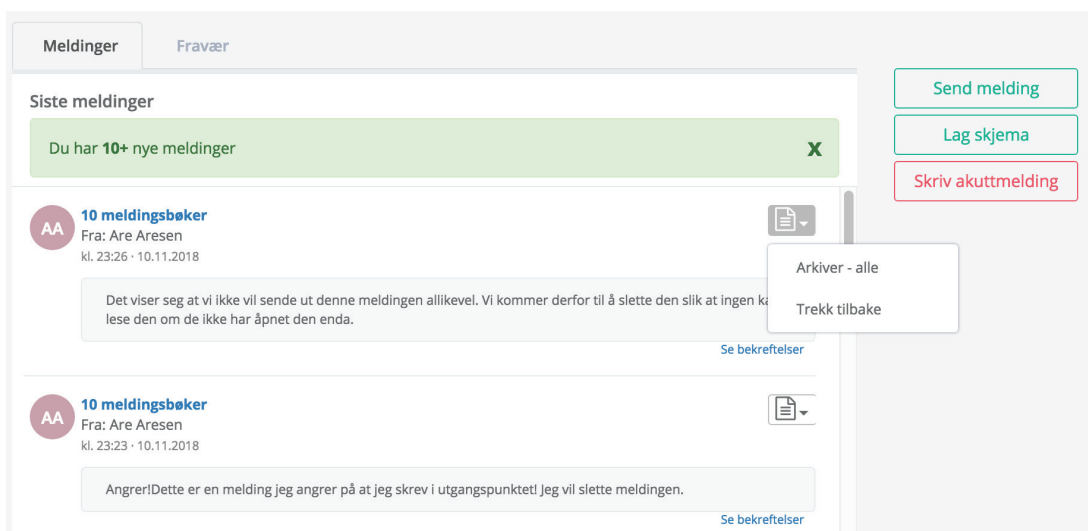 Meldinger
Fravær
Siste meldinger
Du har 10+ nye meldinger
X
Send melding
Lag skjema
Skriv akuttmelding
AA
10 meldingsbøker
Fra: Are Aresen
kl. 23:26 · 10.11.2018
Arkiver - alle
Trekk tilbake
Det viser seg at vi ikke vil sende ut denne meldingen allikevel. Vi kommer derfor til å slette den slik at ingen
lese den om de ikke har åpnet den enda.
Se bekreftelser
AA
10 meldingsbøker
Fra: Are Aresen
kl. 23:23 · 10.11.2018
Angrer!Dette er en melding jeg angrer på at jeg skrev i utgangspunktet! Jeg vil slette meldingen.
Se bekreftelser